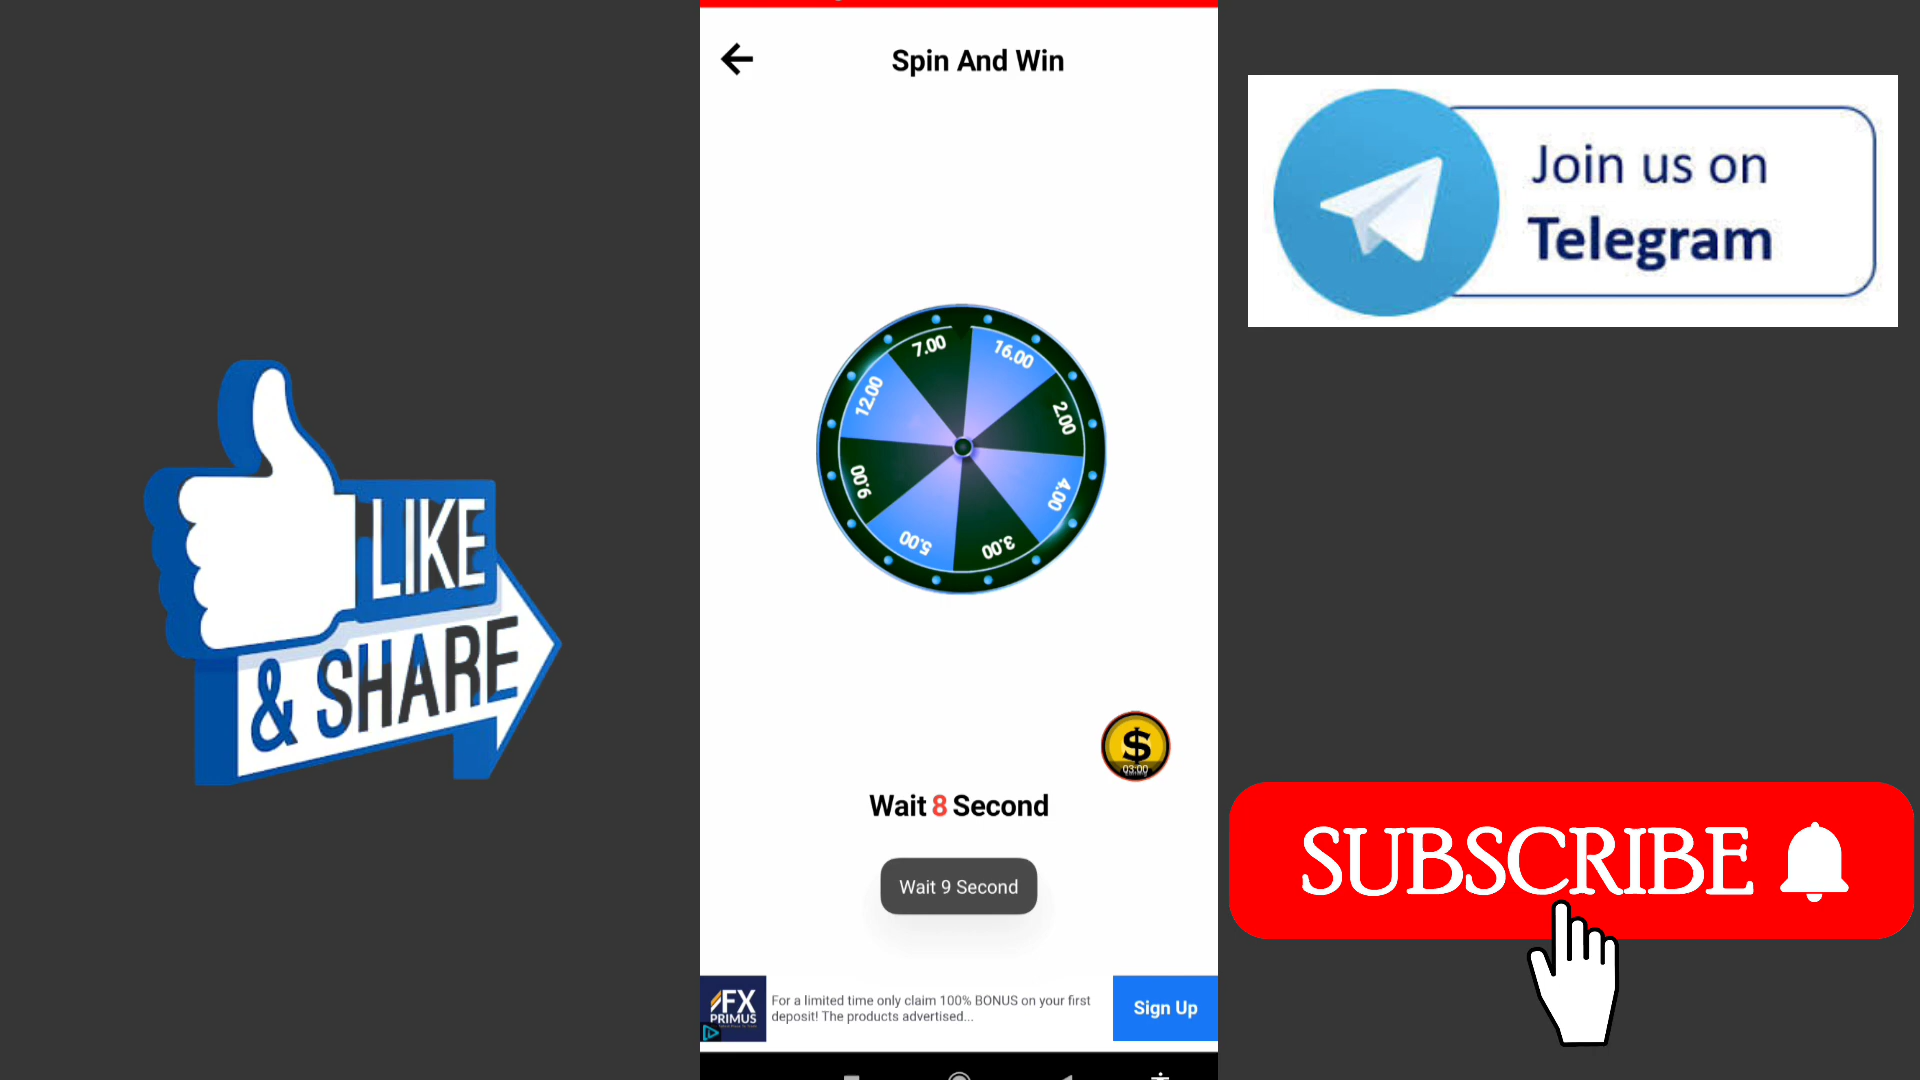 Spin And Win
Join us on
Telegram
7.00
16.00
12.00
2.00
9.00
4.00
5.00
3.00
LIKE
& SHARE
$
03:00
Wait 8 Second
Wait 9 Second
SUBSCRIBE
FX
PRIMUS
For a limited time only claim 100% BONUS on your first
deposit! The products advertised...
Sign Up